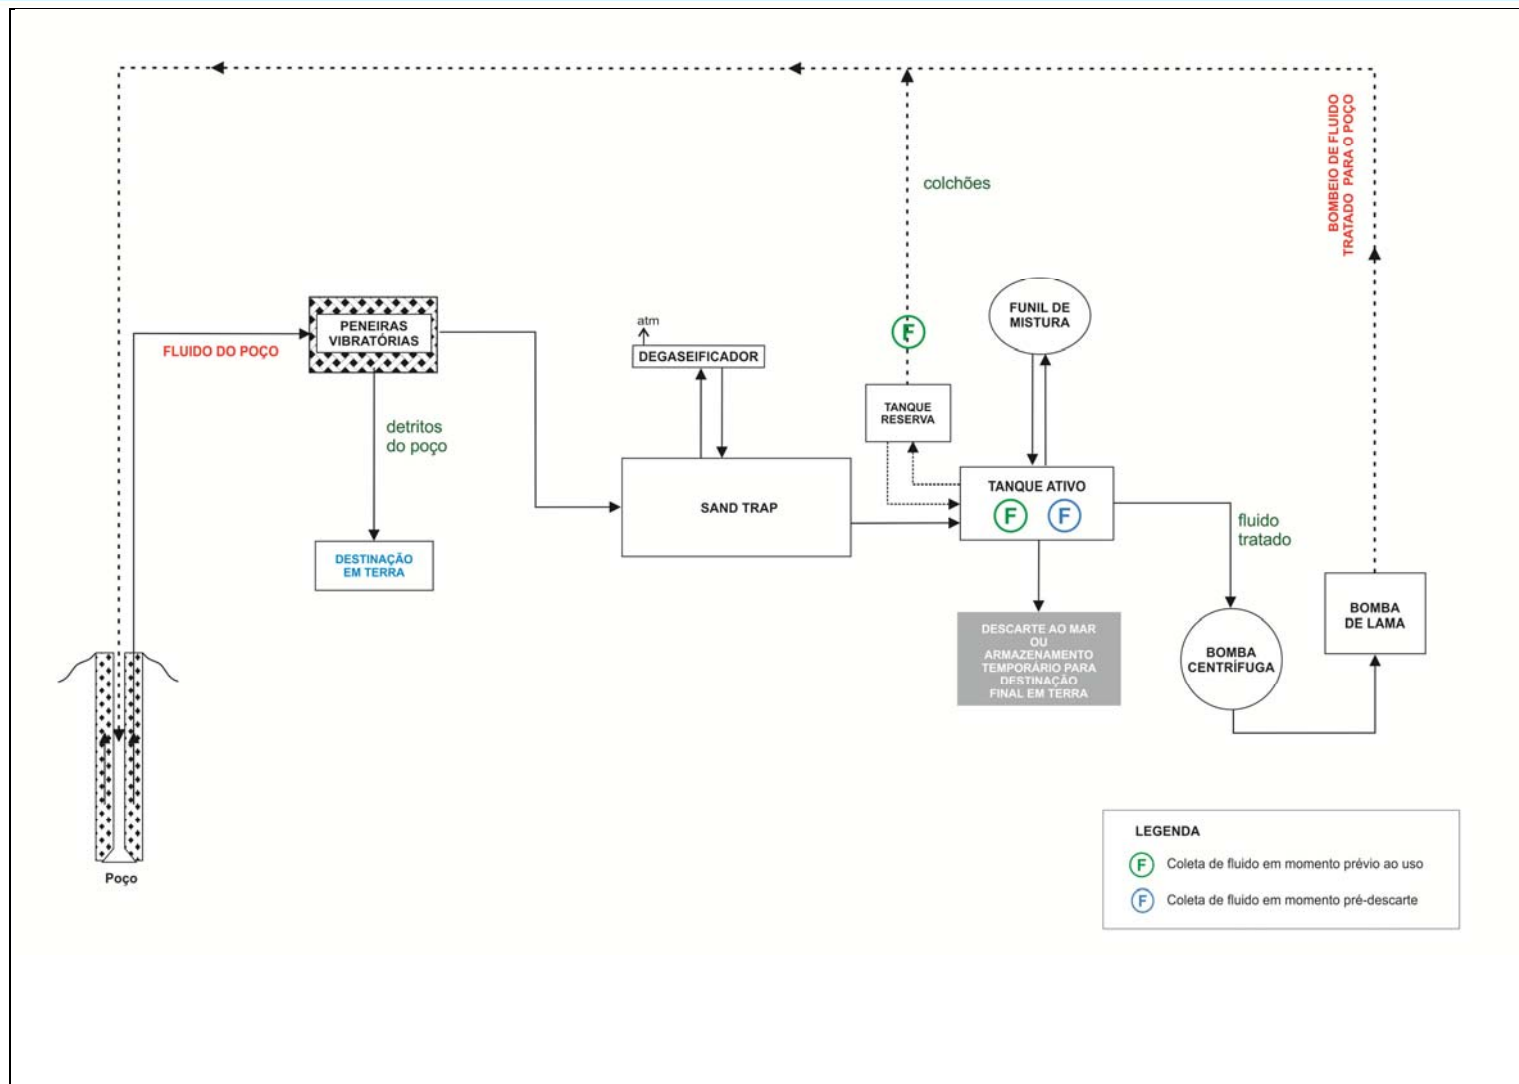 BOMBEIO DE FLUIDO
TRATADO PARA O POÇO
colchões
FUNIL DE
MISTURA
PENEIRAS
VIBRATÓRIAS
FLUIDO DO POÇO
atm
DEGASEIFICADOR
F
TANQUE
RESERVA
detritos
do poço
SAND TRAP
TANQUE ATIVO
F F
fluido
tratado
DESTINAÇÃO
EM TERRA
DESCARTE AO MAR
OU
ARMAZENAMENTO
TEMPORÁRIO PARA
DESTINAÇÃO
FINAL EM TERRA
BOMBA
CENTRÍFUGA
BOMBA
DE LAMA
Poço
LEGENDA
F Coleta de fluido em momento prévio ao uso
F Coleta de fluido em momento pré-descarte